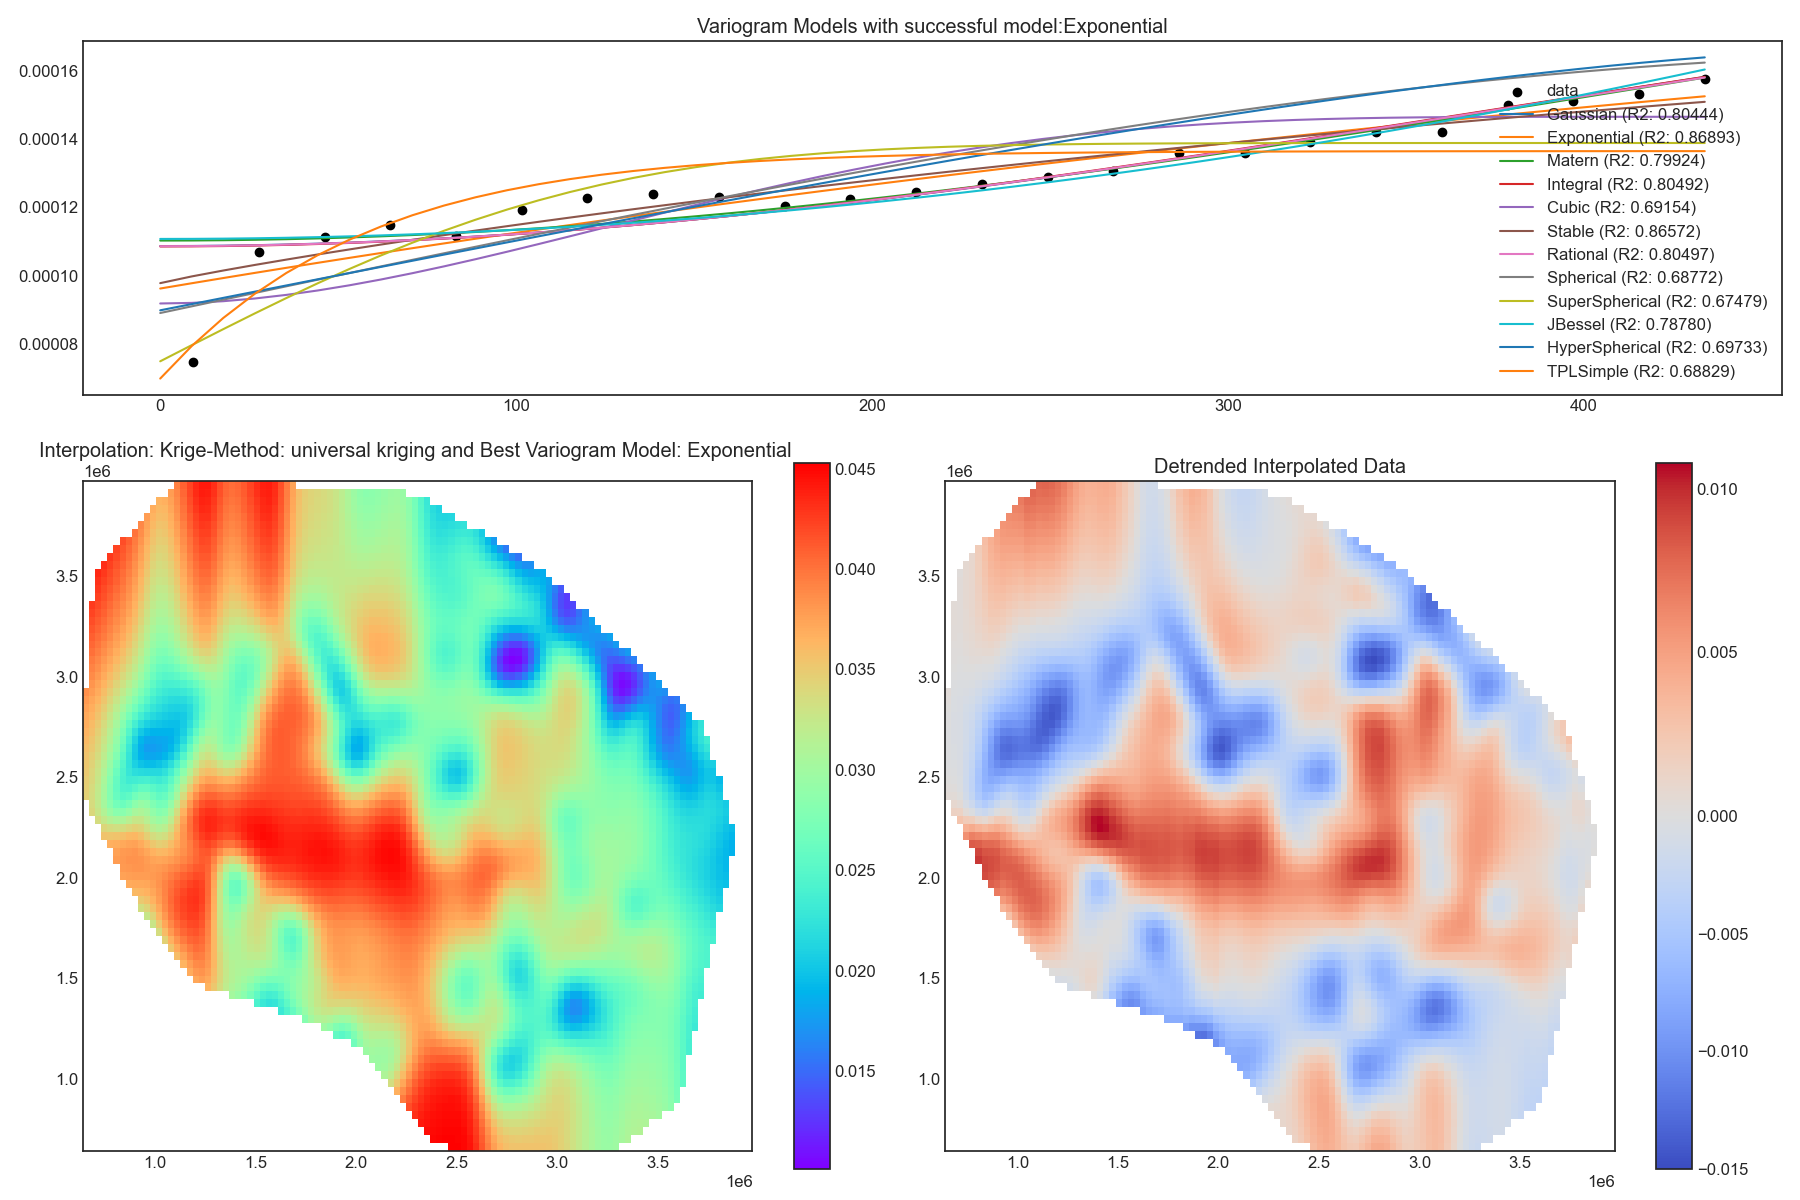 Variogram Models with successful model:Exponential
0.00016
0.00014
0.00012
0.00010
0.00008
data
Gaussian (R2: 0.80444)
Exponential (R2: 0.86893)
Matern (R2: 0.79924)
Integral (R2: 0.80492)
Cubic (R2: 0.69154)
Stable (R2: 0.86572)
Rational (R2: 0.80497)
Spherical (R2: 0.68772)
SuperSpherical (R2: 0.67479)
JBessel (R2: 0.78780)
HyperSpherical (R2: 0.69733)
TPLSimple (R2: 0.68829)
0 100 200 300 400
Interpolation: Krige-Method: universal kriging and Best Variogram Model: Exponential
1e6
3.5
3.0
2.5
2.0
1.5
1.0
1.0 1.5 2.0 2.5 3.0 3.5
1e6
0.045
0.040
0.035
0.030
0.025
0.020
0.015
Detrended Interpolated Data
1e6
3.5
3.0
2.5
2.0
1.5
1.0
1.0 1.5 2.0 2.5 3.0 3.5
1e6
0.010
0.005
0.000
−0.005
−0.010
−0.015